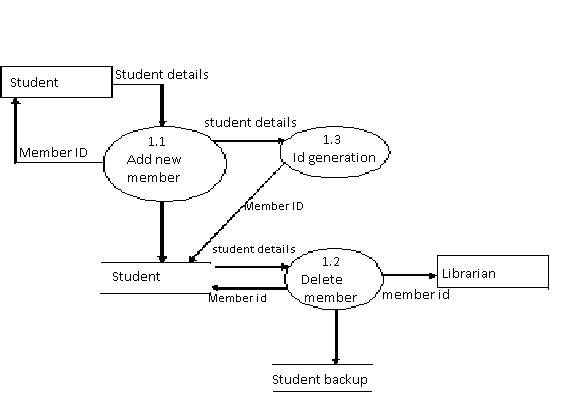 Student details
Student
student details
1.1
Add new
member
1.3
Id generation
Member ID
Member ID
student details
Student
1.2
Delete
member
Librarian
Member id
member id
Student backup